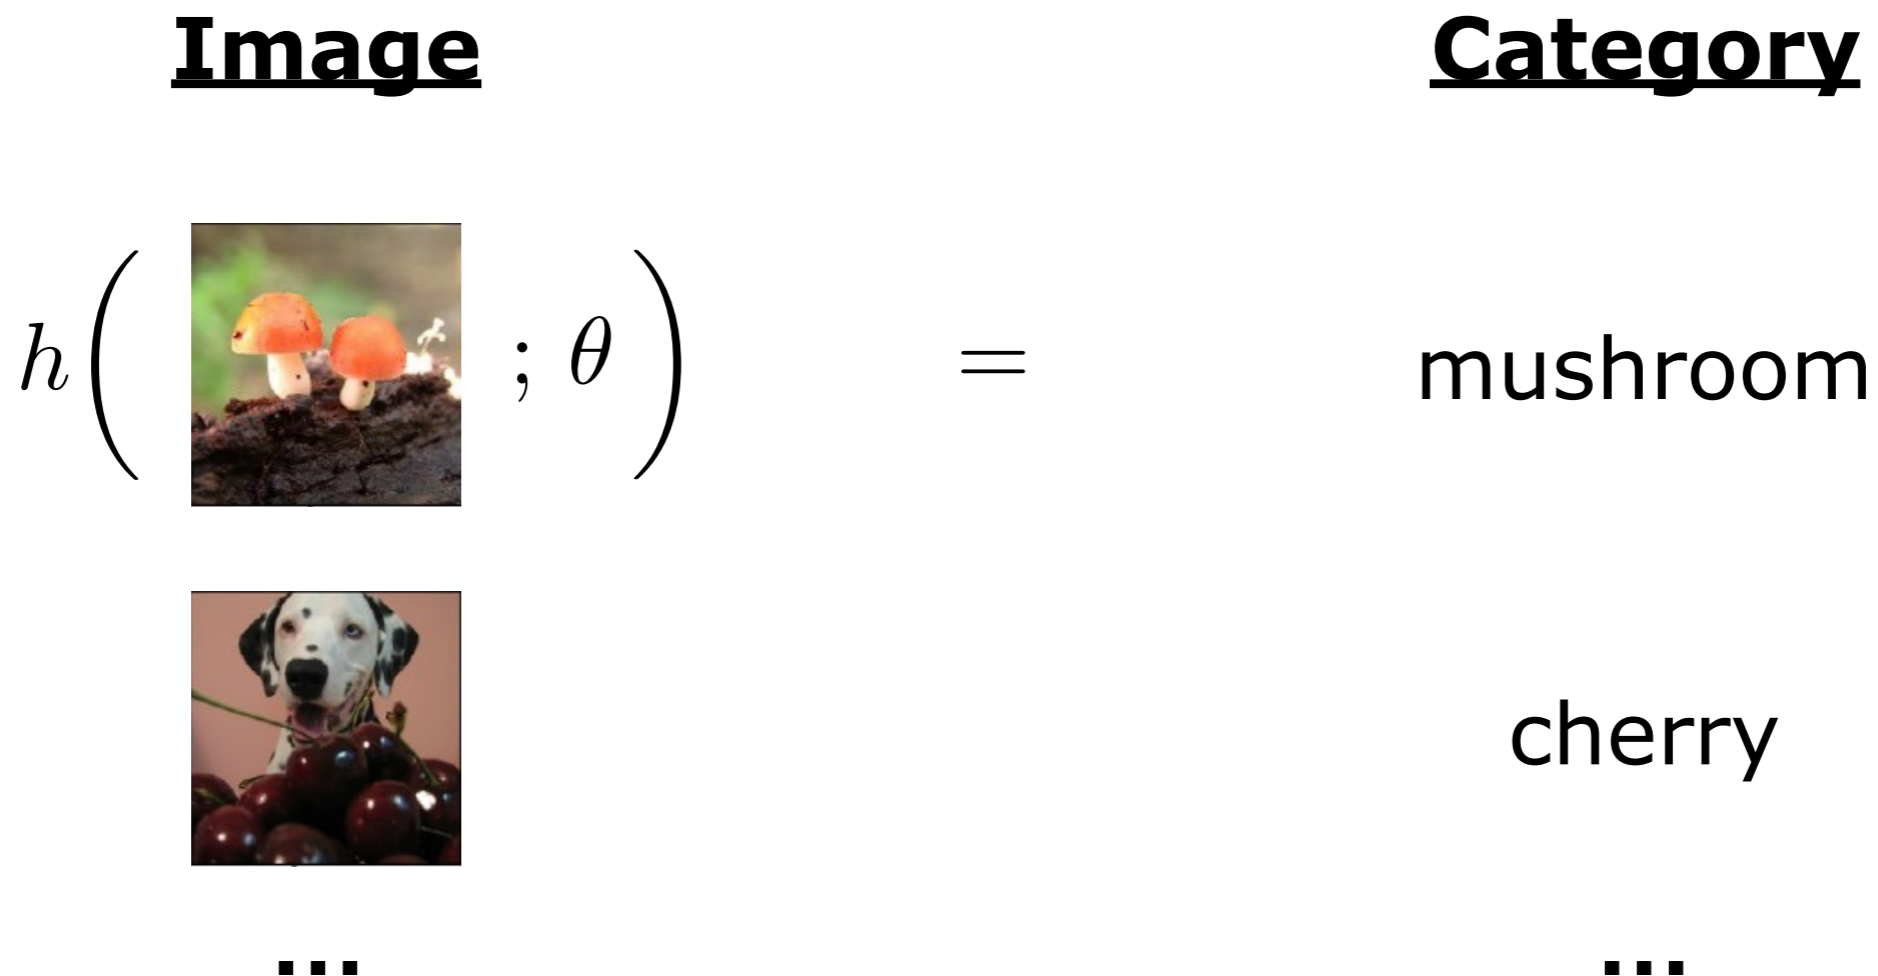 Image Category
h( ; θ ) = mushroom
cherry
... ...